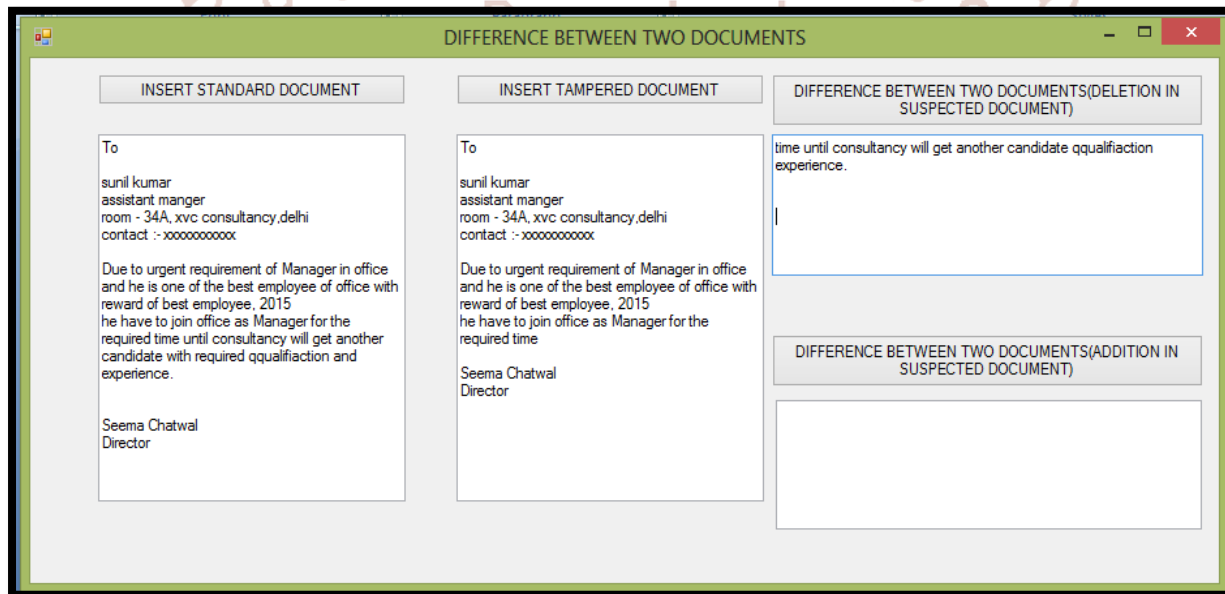 DIFFERENCE BETWEEN TWO DOCUMENTS
INSERT STANDARD DOCUMENT
To
sunil kumar
assistant manger
room - 34A, xvc consultancy,delhi
contact :- xxxxxxxxxxx
Due to urgent requirement of Manager in office
and he is one of the best employee of office with
reward of best employee, 2015
he have to join office as Manager for the
required time until consultancy will get another
candidate with required qqualifiaction and
experience.
Seema Chatwal
Director
INSERT TAMPERED DOCUMENT
To
sunil kumar
assistant manger
room - 34A, xvc consultancy,delhi
contact :- xxxxxxxxxxx
Due to urgent requirement of Manager in office
and he is one of the best employee of office with
reward of best employee, 2015
he have to join office as Manager for the
required time
Seema Chatwal
Director
DIFFERENCE BETWEEN TWO DOCUMENTS(DELETION IN
SUSPECTED DOCUMENT)
time until consultancy will get another candidate qqualifiaction
experience.
DIFFERENCE BETWEEN TWO DOCUMENTS(ADDITION IN
SUSPECTED DOCUMENT)